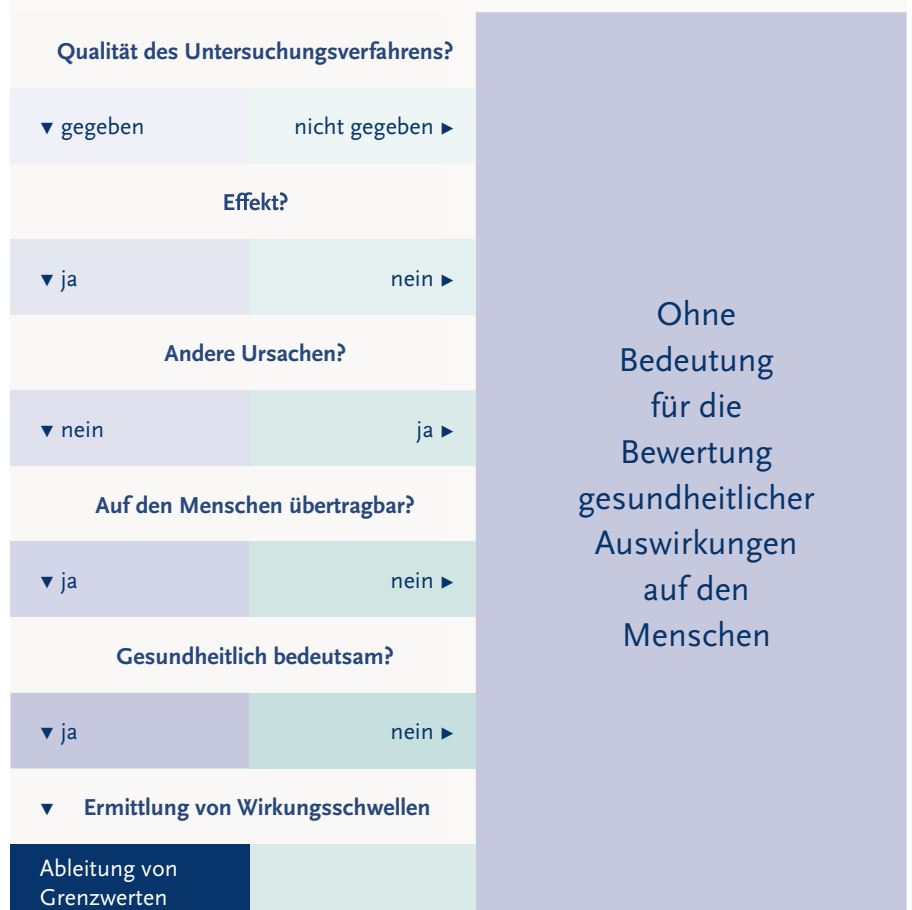 Qualität des Untersuchungsverfahrens?
▼ gegeben
nicht gegeben ►
Effekt?
▼ ja
nein ►
Andere Ursachen?
▼ nein
ja ►
Auf den Menschen übertragbar?
▼ ja
nein ►
Gesundheitlich bedeutsam?
▼ ja
nein ►
▼ Ermittlung von Wirkungsschwellen
Ableitung von
Grenzwerten
Ohne
Bedeutung
für die
Bewertung
gesundheitlicher
Auswirkungen
auf den
Menschen